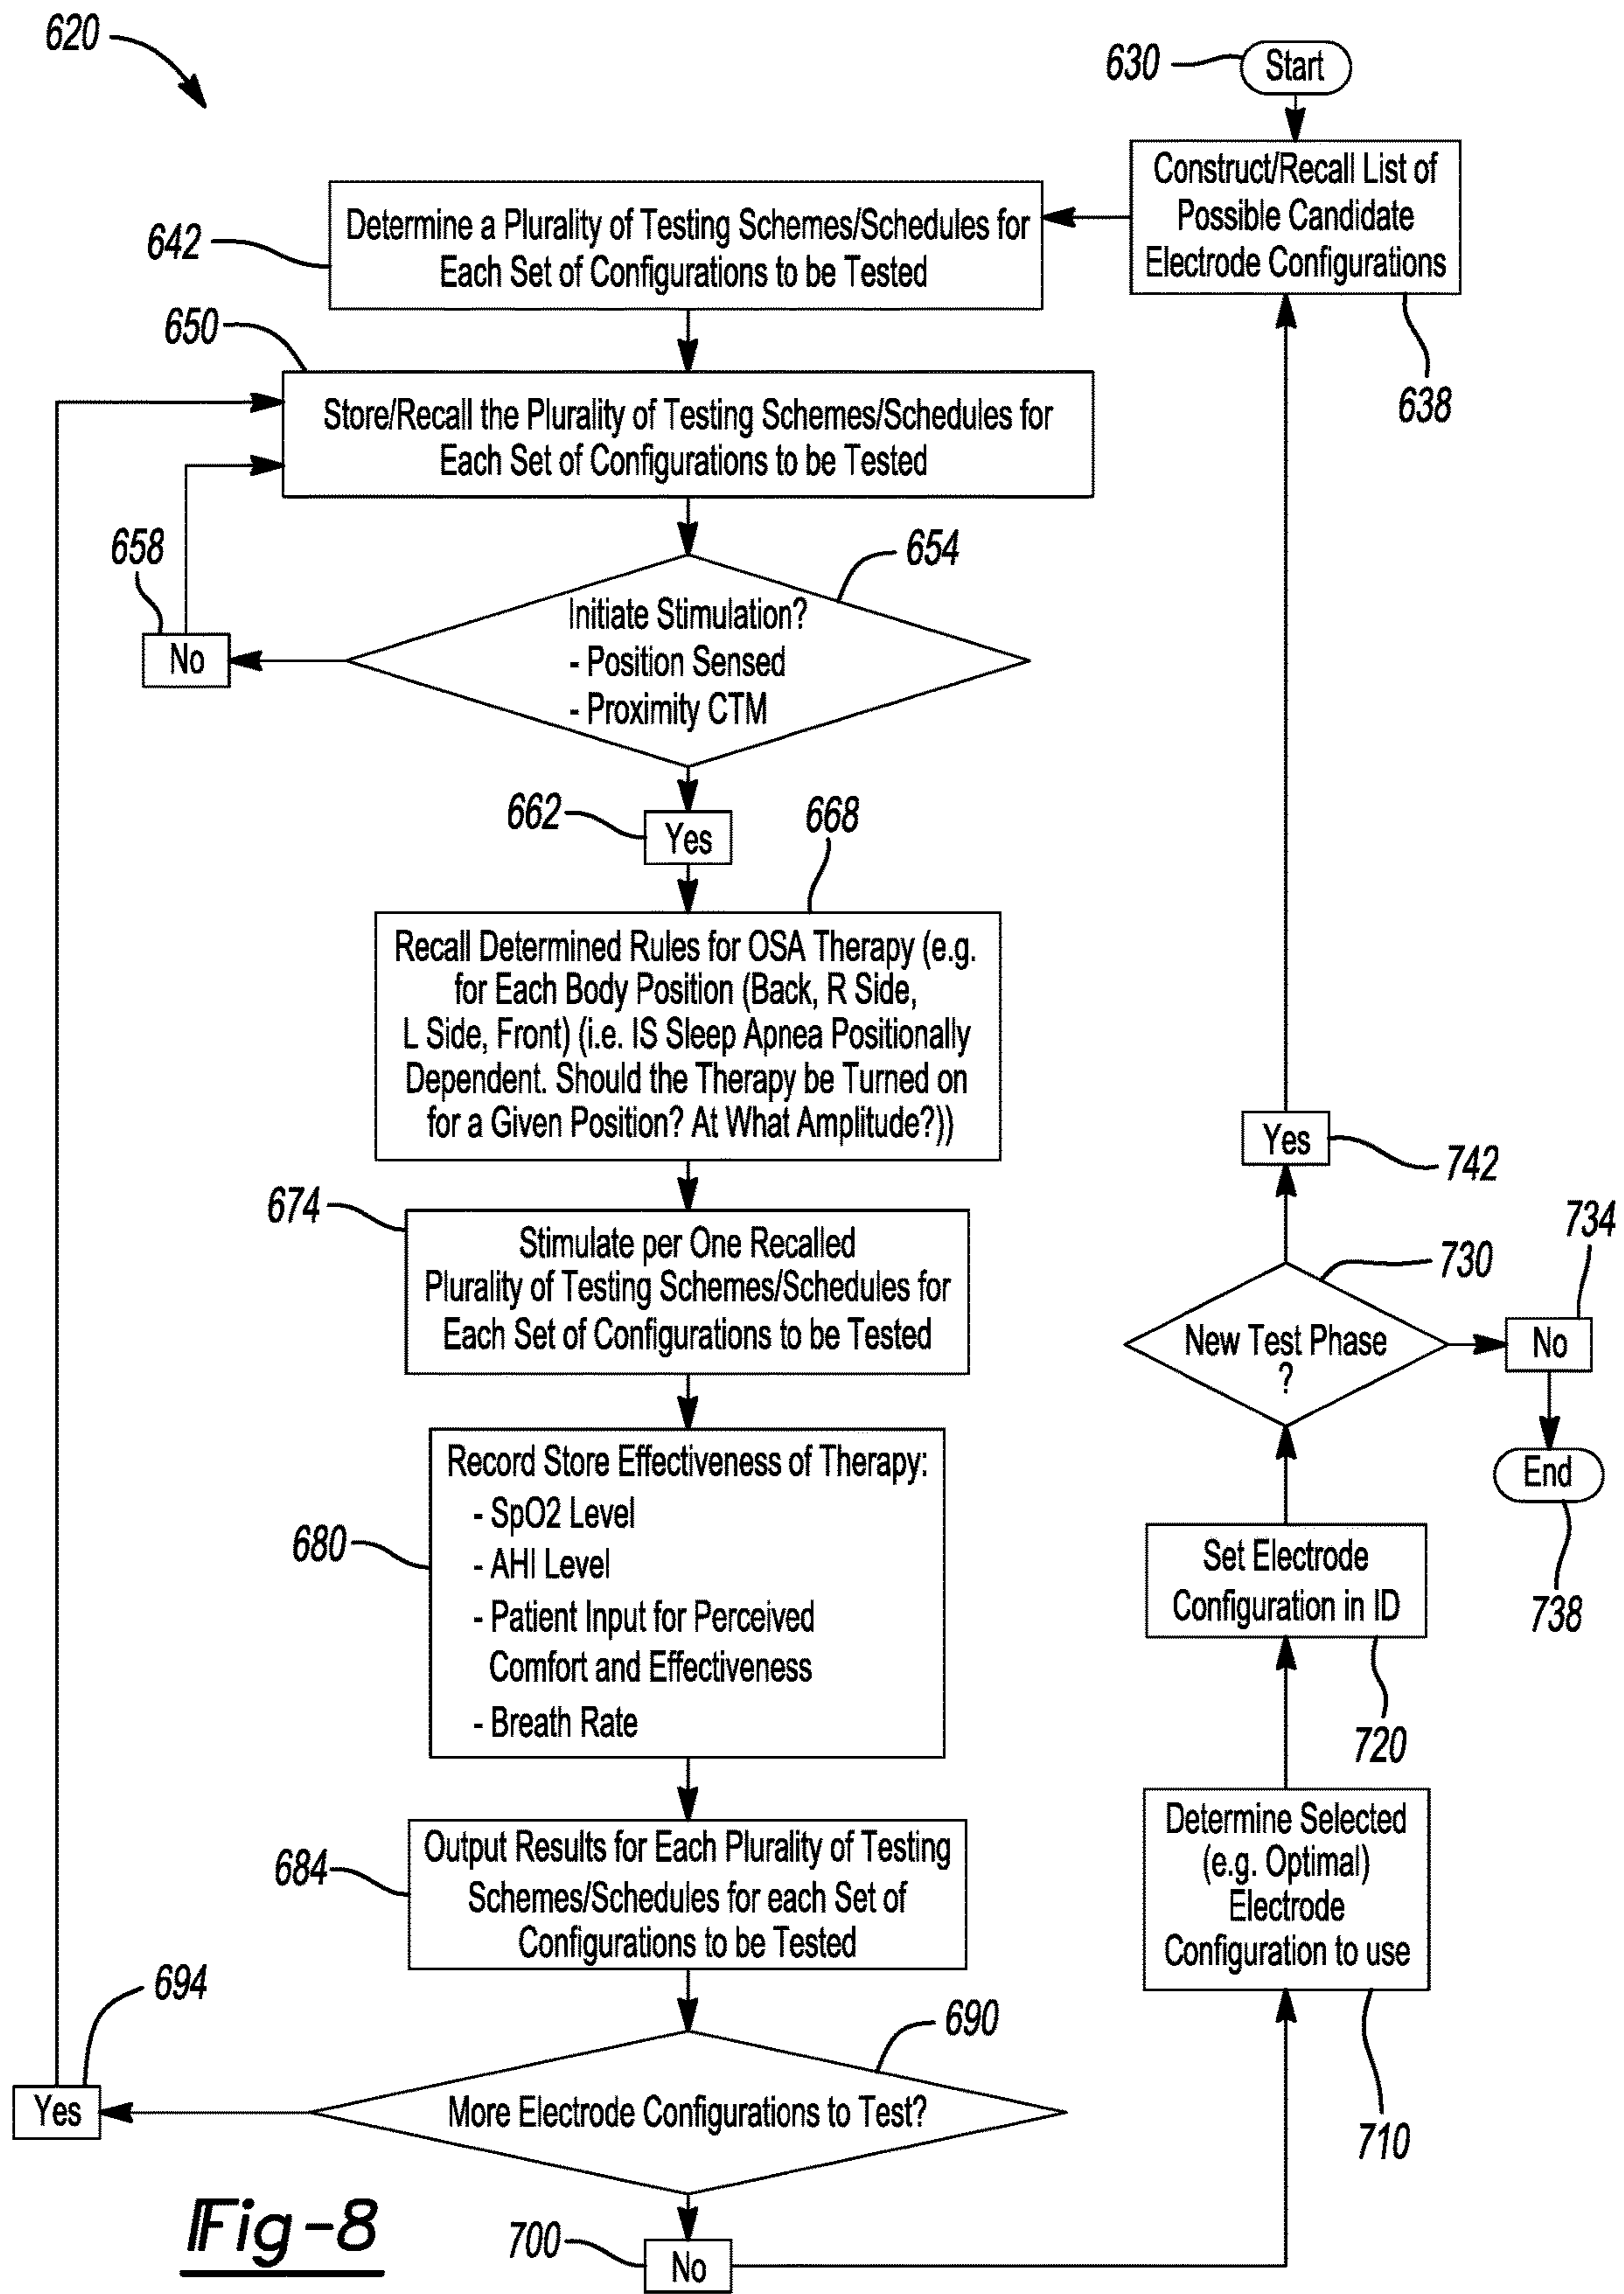 620
630
Start
Construct/Recall List of
Possible Candidate
Electrode Configurations
638
642
Determine a Plurality of Testing Schemes/Schedules for
Each Set of Configurations to be Tested
650
Store/Recall the Plurality of Testing Schemes/Schedules for
Each Set of Configurations to be Tested
654
Initiate Stimulation?
- Position Sensed
- Proximity CTM
658
No
662
Yes
668
Recall Determined Rules for OSA Therapy (e.g.
for Each Body Position (Back, R Side,
L Side, Front) (i.e. IS Sleep Apnea Positionally
Dependent. Should the Therapy be Turned on
for a Given Position? At What Amplitude?))
674
Stimulate per One Recalled
Plurality of Testing Schemes/Schedules for
Each Set of Configurations to be Tested
680
Record Store Effectiveness of Therapy:
- SpO2 Level
- AHI Level
- Patient Input for Perceived
Comfort and Effectiveness
- Breath Rate
684
Output Results for Each Plurality of Testing
Schemes/Schedules for each Set of
Configurations to be Tested
690
More Electrode Configurations to Test?
694
Yes
700
No
710
Determine Selected
(e.g. Optimal)
Electrode
Configuration to use
720
Set Electrode
Configuration in ID
730
New Test Phase
?
734
No
738
End
742
Yes
Fig-8